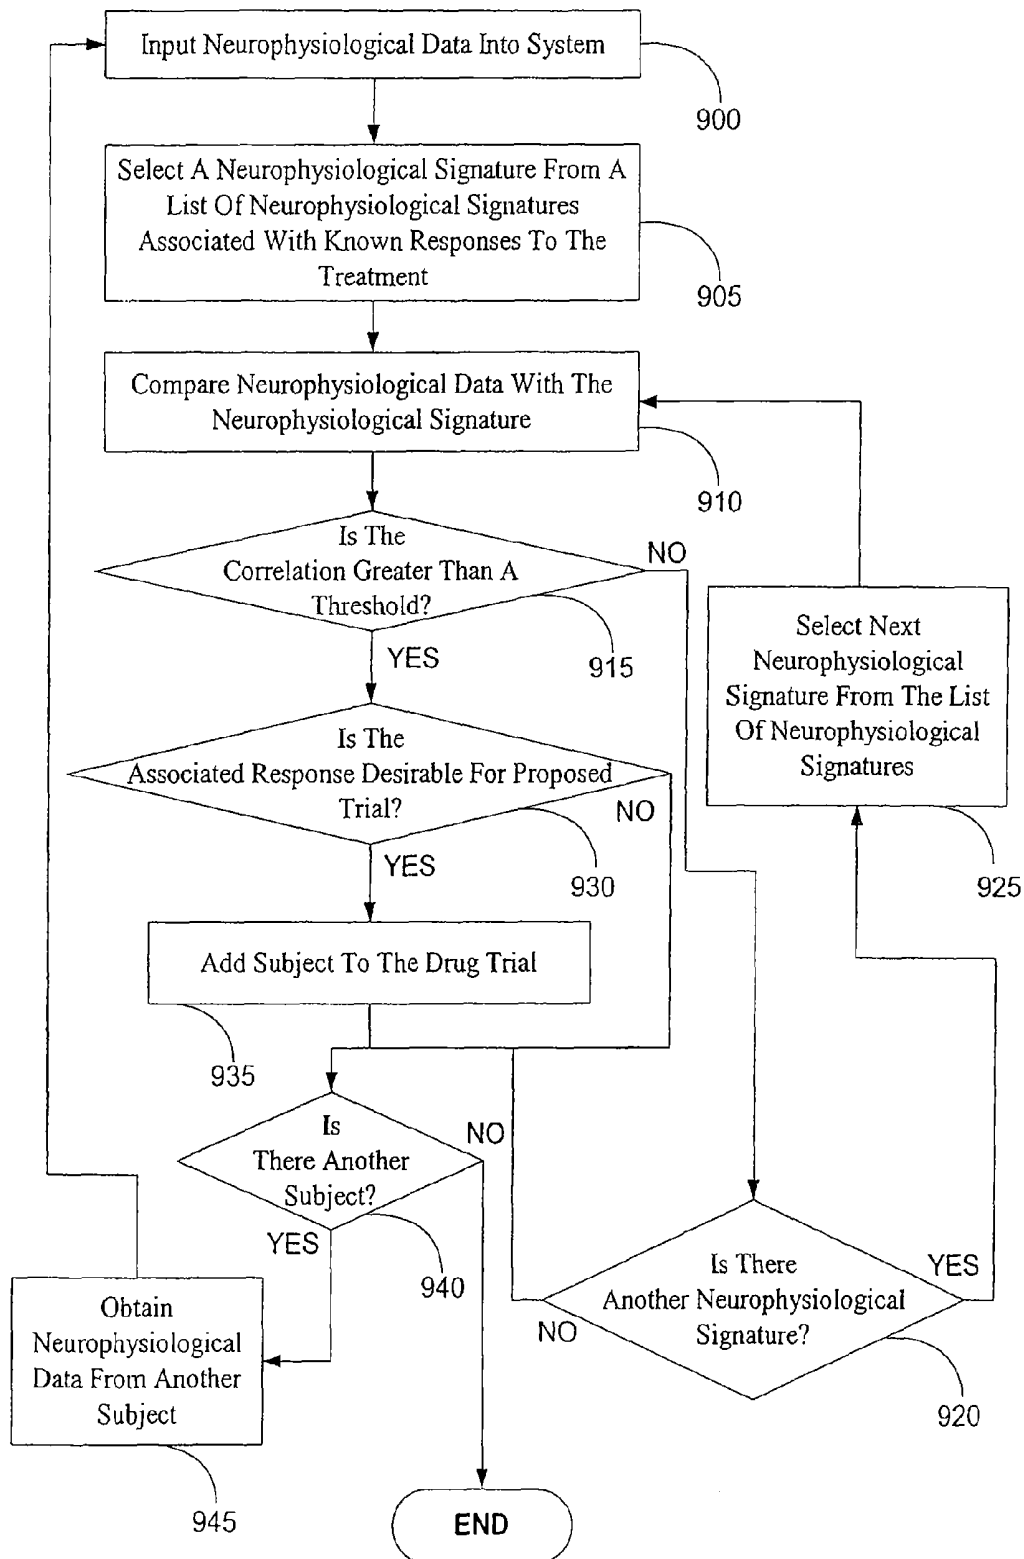 Input Neurophysiological Data Into System
900
Select A Neurophysiological Signature From A
List Of Neurophysiological Signatures
Associated With Known Responses To The
Treatment
905
Compare Neurophysiological Data With The
Neurophysiological Signature
910
Is The
Correlation Greater Than A
Threshold?
NO
YES
915
Select Next
Neurophysiological
Signature From The List
Of Neurophysiological
Signatures
925
Is The
Associated Response Desirable For Proposed
Trial?
NO
YES
930
Add Subject To The Drug Trial
935
Is
There Another
Subject?
NO
YES
940
Is There
Another Neurophysiological
Signature?
YES
NO
920
Obtain
Neurophysiological
Data From Another
Subject
945
END